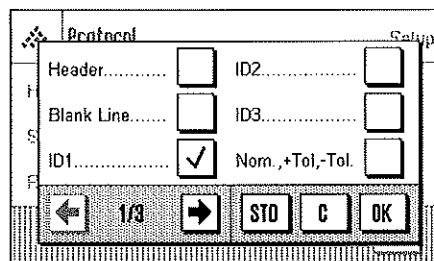 Protocol Setup
Header............ ID2....................
Blank Line....... ID3....................
ID1.................. Nom.,+Tol,-Tol.
1/3 STO C OK